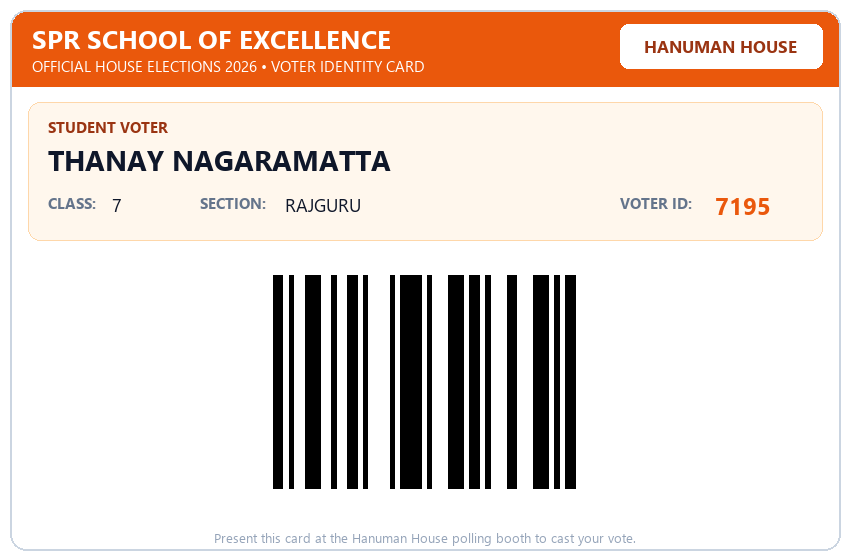 SPR SCHOOL OF EXCELLENCE
OFFICIAL HOUSE ELECTIONS 2026 • VOTER IDENTITY CARD
HANUMAN HOUSE
STUDENT VOTER
THANAY NAGARAMATTA
CLASS: 7 SECTION: RAJGURU VOTER ID: 7195
Present this card at the Hanuman House polling booth to cast your vote.